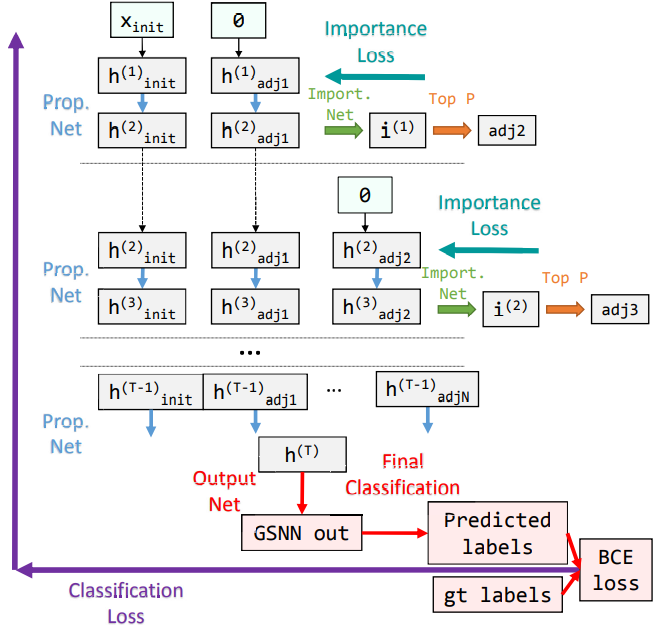 x_init
0
Importance
Loss
h^(1)_init
h^(1)_adj1
Prop.
Net
Import.
Net
Top P
h^(2)_init
h^(2)_adj1
i^(1)
adj2
0
Importance
Loss
h^(2)_init
h^(2)_adj1
h^(2)_adj2
Prop.
Net
Import.
Net
Top P
h^(3)_init
h^(3)_adj1
h^(3)_adj2
i^(2)
adj3
...
h^(T-1)_init
h^(T-1)_adj1
...
h^(T-1)_adjN
Prop.
Net
h^(T)
Output
Net
Final
Classification
GSNN out
Predicted
labels
BCE
loss
gt labels
Classification
Loss